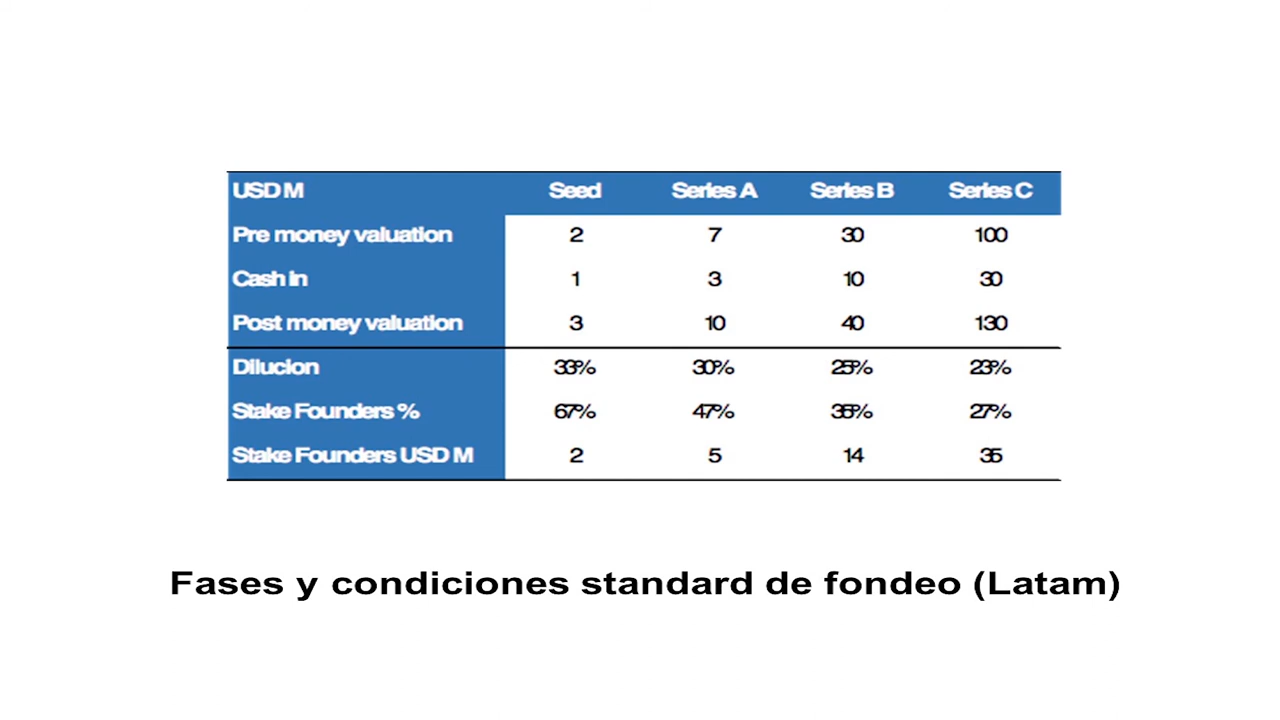 USD M Seed Series A Series B Series C
Pre money valuation 2 7 30 100
Cash in 1 3 10 30
Post money valuation 3 10 40 130
Dilucion 33% 30% 25% 23%
Stake Founders % 67% 47% 35% 27%
Stake Founders USD M 2 5 14 35
Fases y condiciones standard de fondeo (Latam)